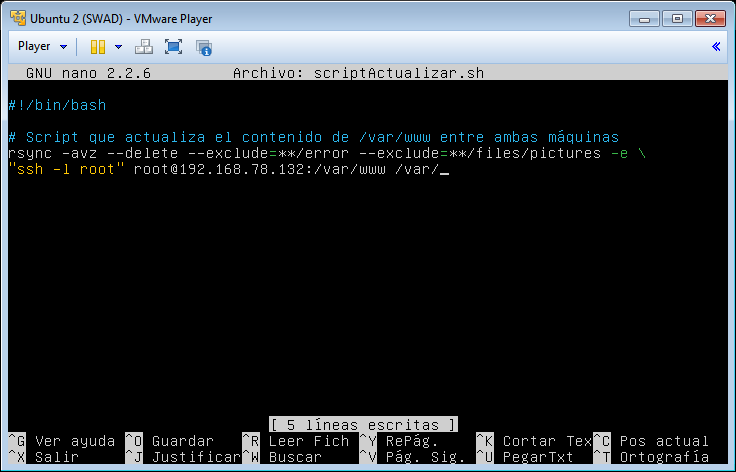 Ubuntu 2 (SWAD) - VMware Player
Player
GNU nano 2.2.6 Archivo: scriptActualizar.sh
#!/bin/bash
# Script que actualiza el contenido de /var/www entre ambas máquinas
rsync -avz --delete --exclude=**/error --exclude=**/files/pictures -e \
"ssh -l root" root@192.168.78.132:/var/www /var/_
[ 5 líneas escritas ]
^G Ver ayuda ^O Guardar ^R Leer Fich ^Y RePág. ^K Cortar Tex ^C Pos actual
^X Salir ^J Justificar ^W Buscar ^V Pág. Sig. ^U PegarTxt ^T Ortografía